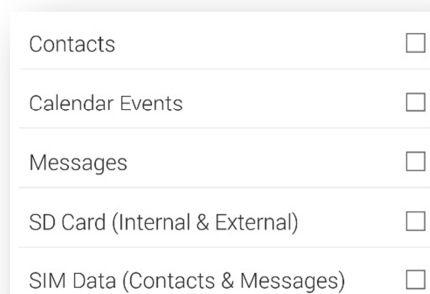 Contacts
Calendar Events
Messages
SD Card (Internal & External)
SIM Data (Contacts & Messages)